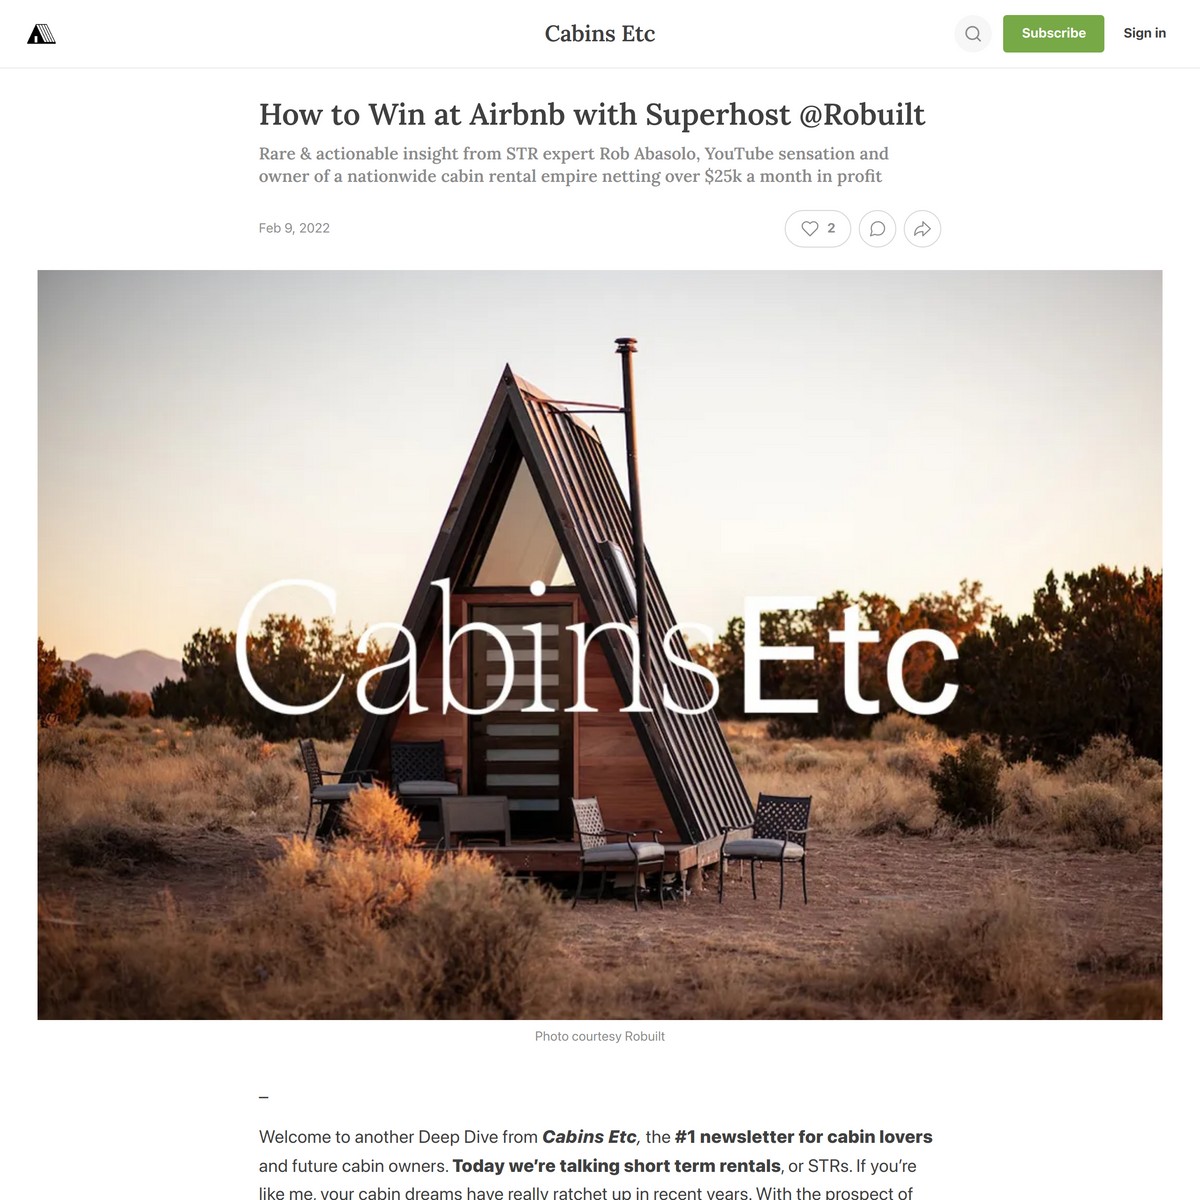 Cabins Etc
Subscribe
Sign in
How to Win at Airbnb with Superhost @Robuilt
Rare & actionable insight from STR expert Rob Abasolo, YouTube sensation and
owner of a nationwide cabin rental empire netting over $25k a month in profit
Feb 9, 2022
2
CabinsEtc
Photo courtesy Robuilt
–
Welcome to another Deep Dive from Cabins Etc, the #1 newsletter for cabin lovers
and future cabin owners. Today we’re talking short term rentals, or STRs. If you’re
like me, your cabin dreams have really ratchet up in recent years. With the prospect of